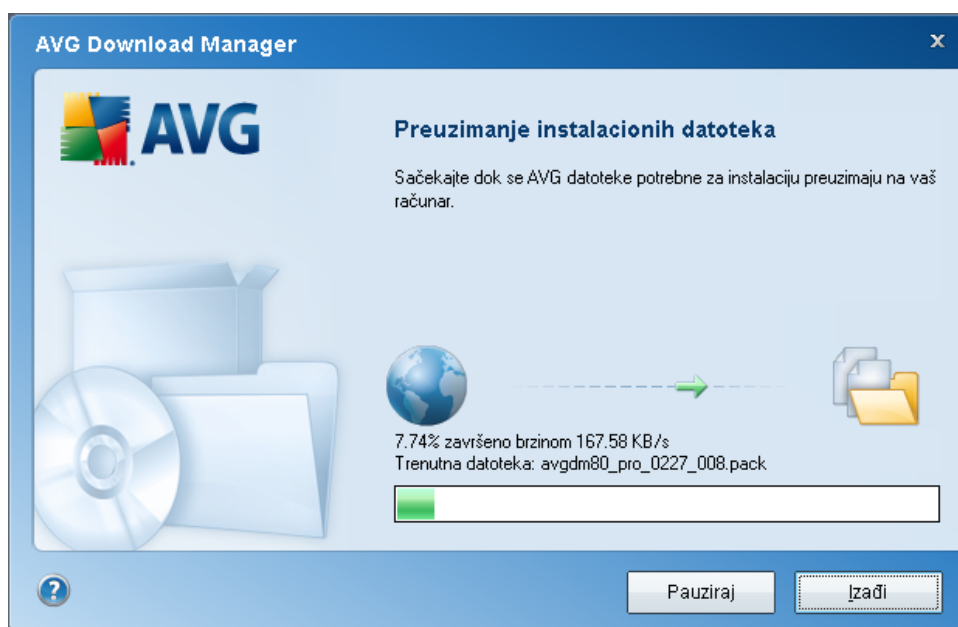 AVG Download Manager
x
AVG
Preuzimanje instalacionih datoteka
Sačekajte dok se AVG datoteke potrebne za instalaciju preuzimaju na vaš
računar.
7.74% završeno brzinom 167.58 KB/s
Trenutna datoteka: avgdm80_pro_0227_008.pack
?
Pauziraj
Izađi